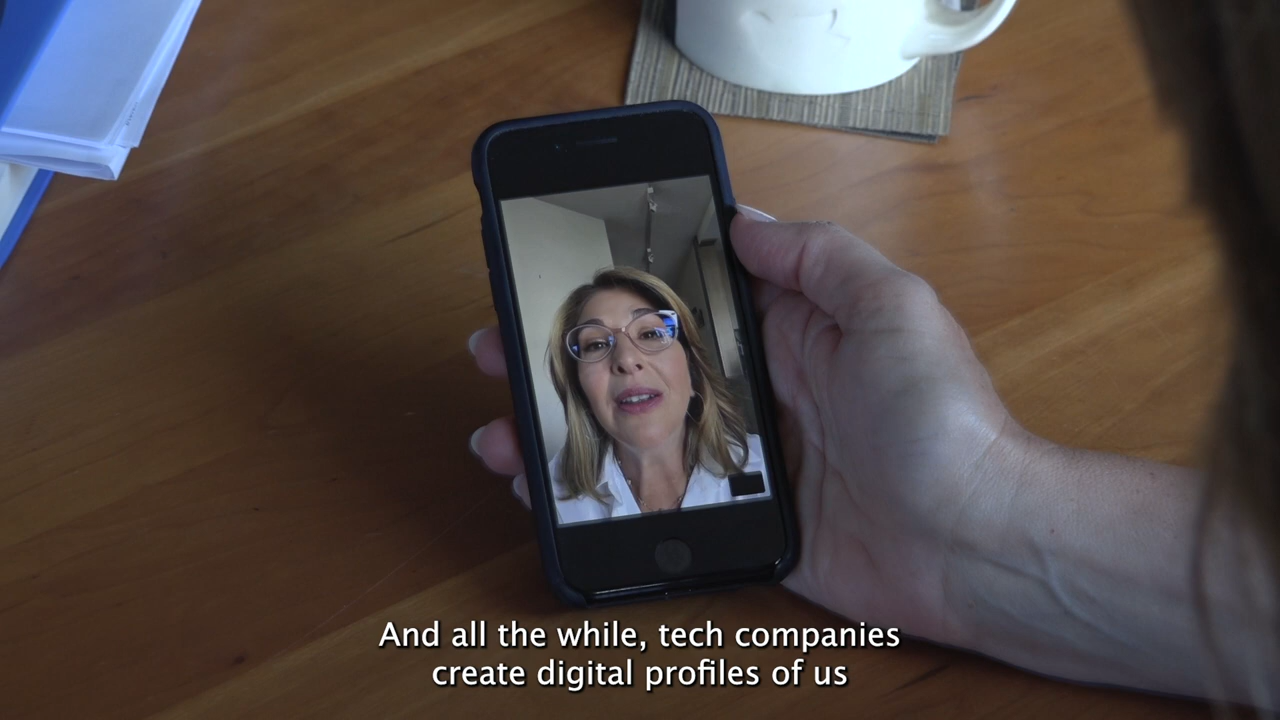 And all the while, tech companies
create digital profiles of us